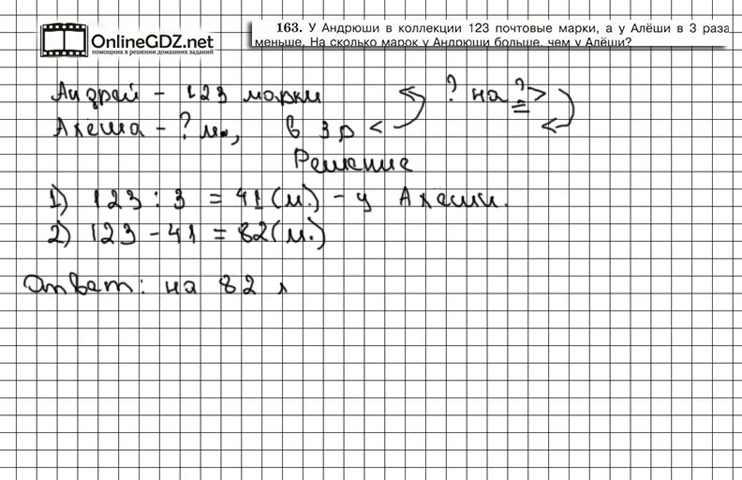 OnlineGDZ.net
помощник в решении домашних заданий
163. У Андрюши в коллекции 123 почтовые марки, а у Алёши в 3 раза
меньше. На сколько марок у Андрюши больше, чем у Алёши?
Андрей - 123 марки ? на ? >
Алёша - ? м., в 3 р <
Решение
1) 123 : 3 = 41 (м.) - у Алеши.
2) 123 - 41 = 82 (м.)
Ответ: на 82